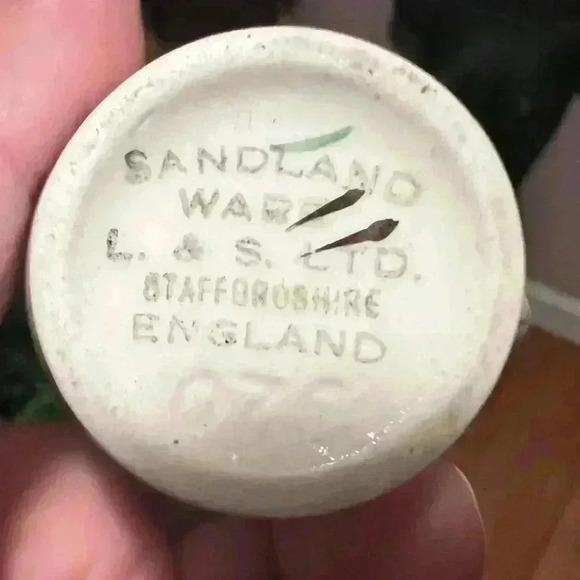 SANDLAND
WARE
L. & S. LTD.
STAFFORDSHIRE
ENGLAND